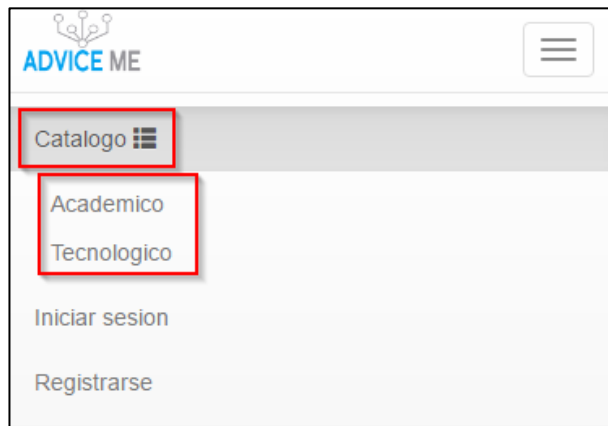 ADVICE ME
Catalogo
Academico
Tecnologico
Iniciar sesion
Registrarse